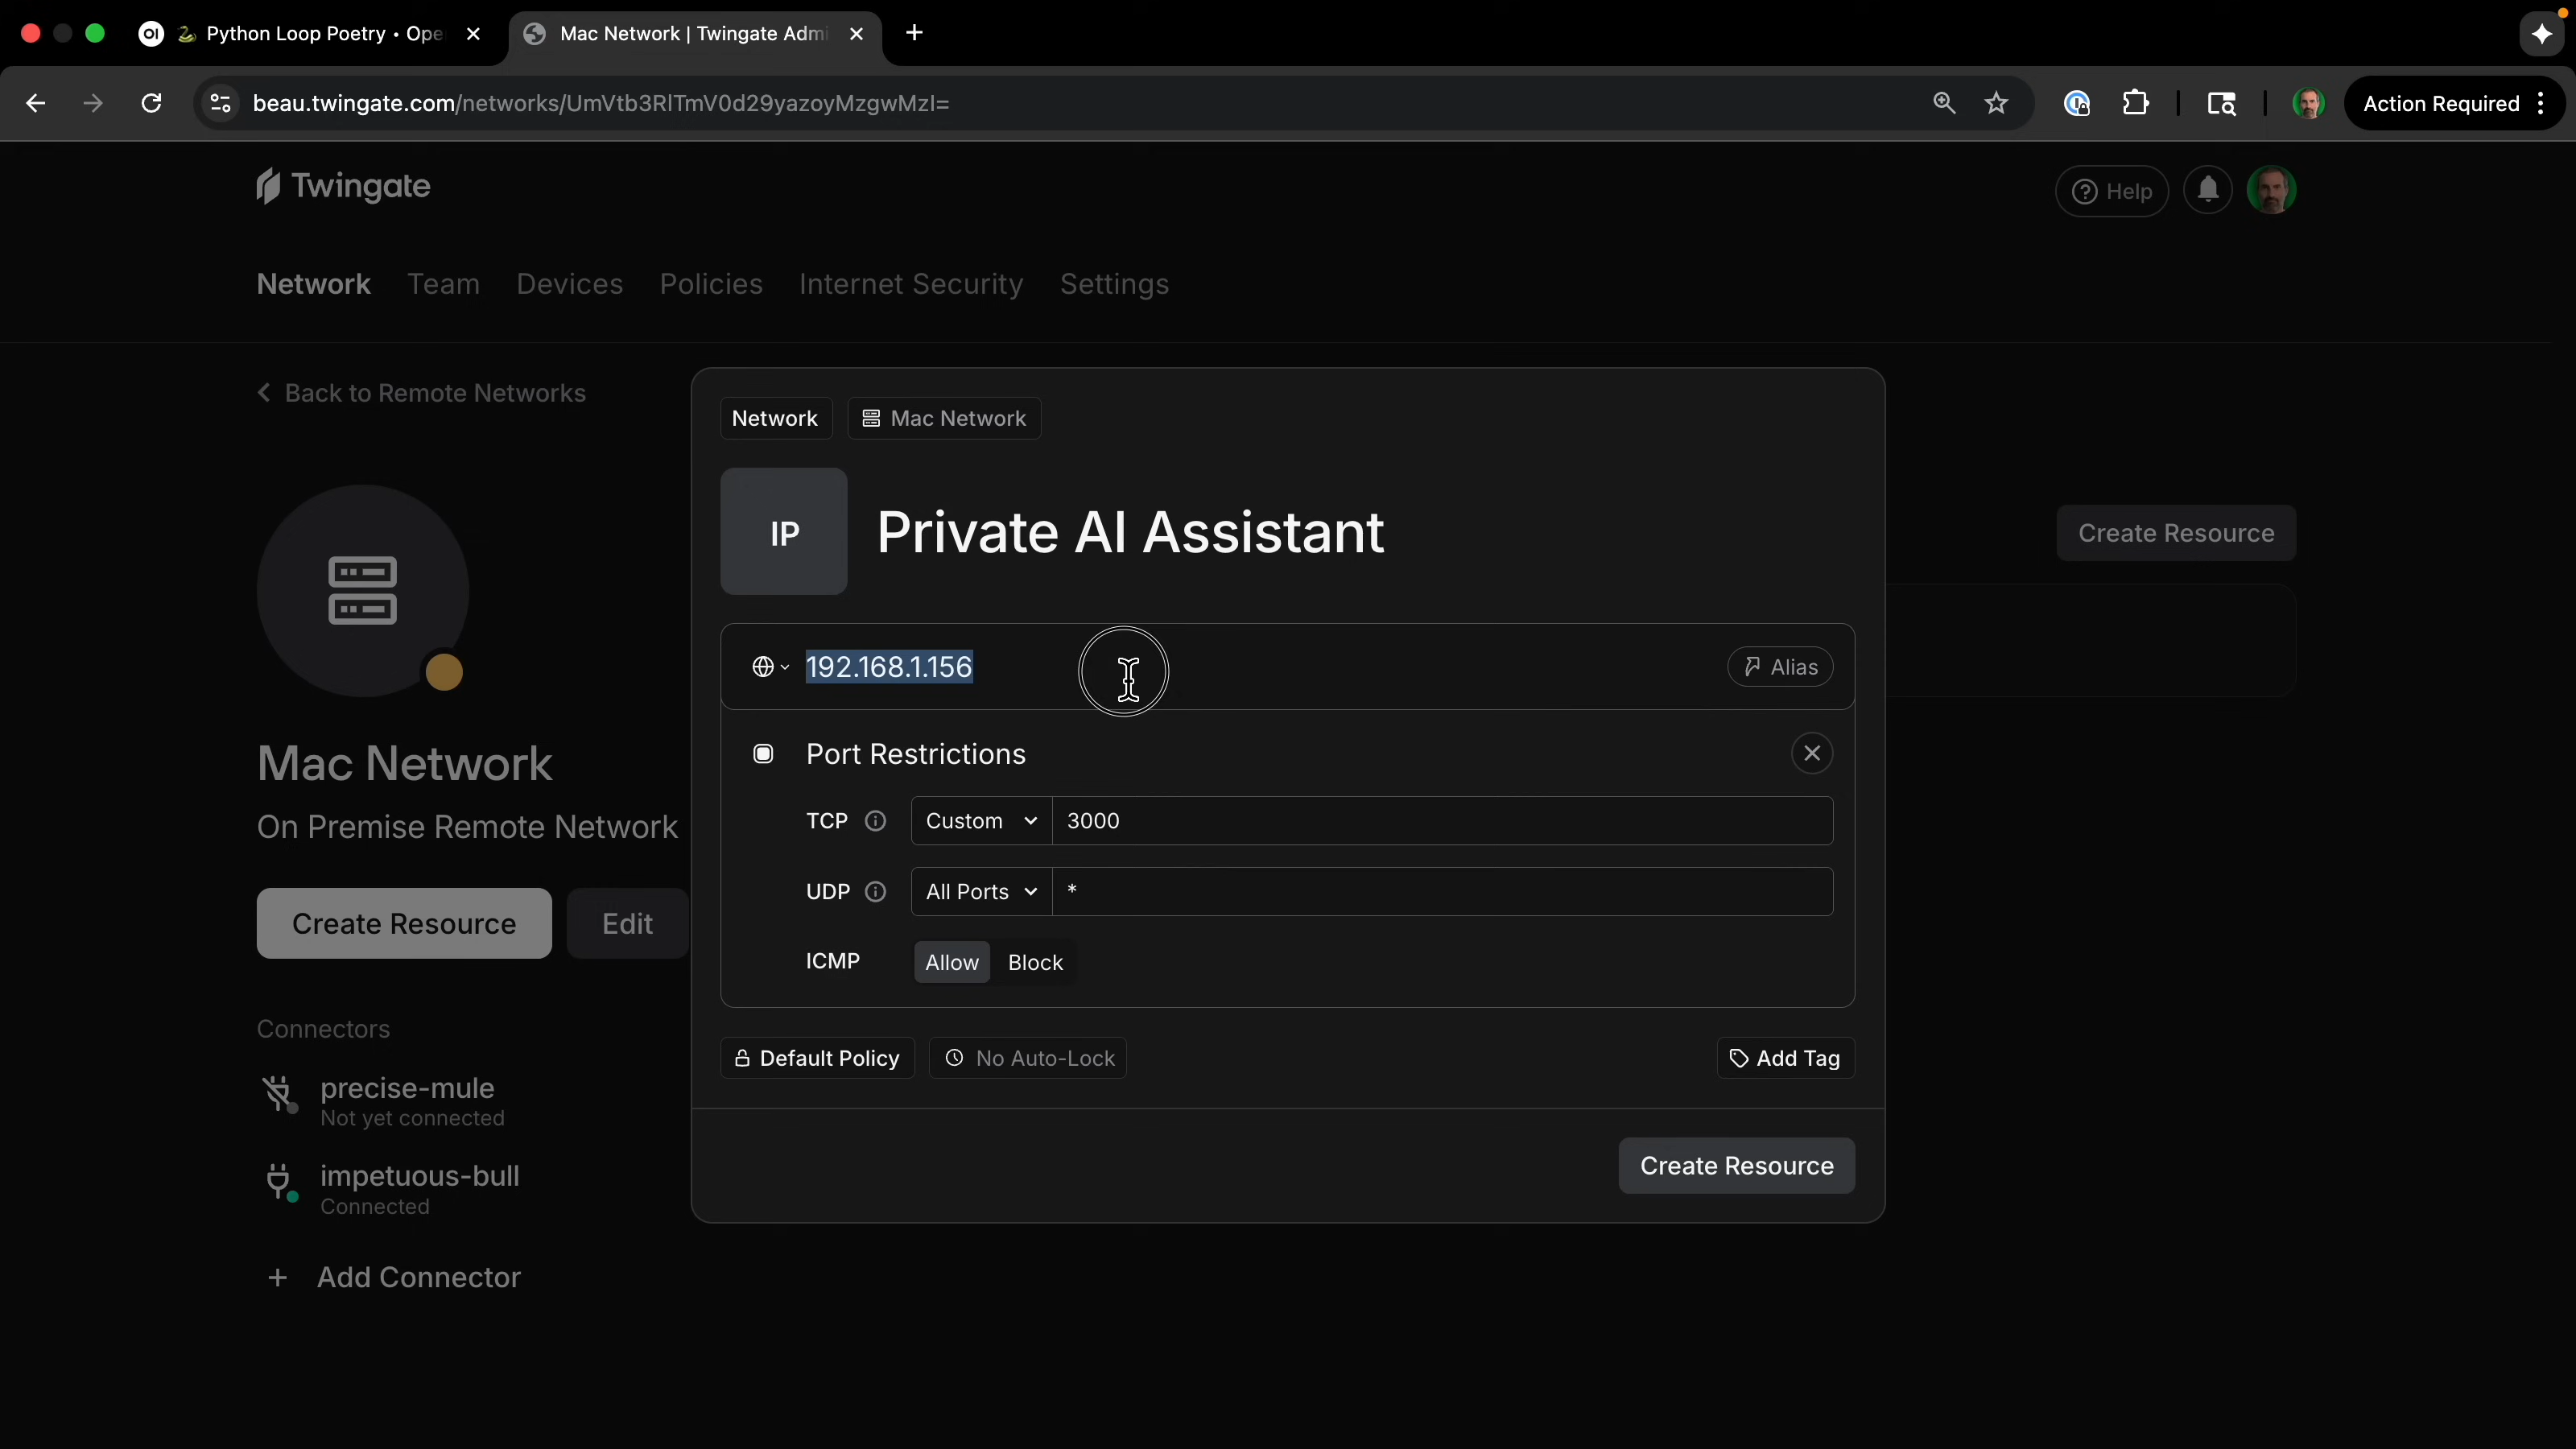 OI Python Loop Poetry • Ope
Mac Network | Twingate Admi
beau.twingate.com/networks/UmVtb3RlTmV0d29yazoyMzgwMzI=
Action Required
Twingate
Help
Network Team Devices Policies Internet Security Settings
Back to Remote Networks
Network Mac Network
IP Private AI Assistant
Create Resource
192.168.1.156 Alias
Mac Network
Port Restrictions
On Premise Remote Network
TCP Custom 3000
UDP All Ports *
Create Resource Edit
ICMP Allow Block
Connectors
Default Policy No Auto-Lock Add Tag
precise-mule
Not yet connected
Create Resource
impetuous-bull
Connected
+ Add Connector